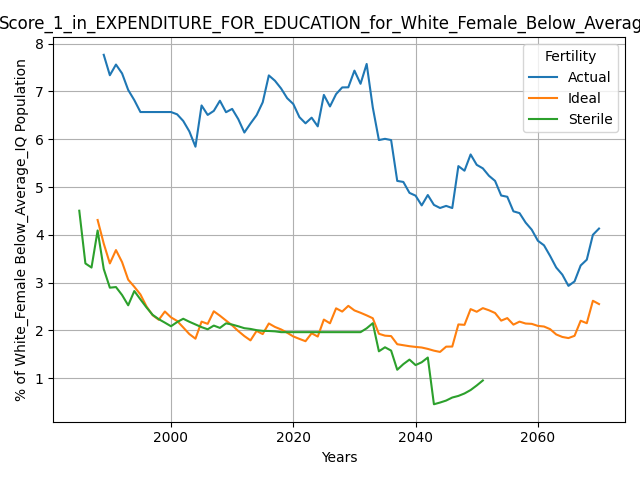 Score_1_in_EXPENDITURE_FOR_EDUCATION_for_White_Female_Below_Averag
% of White_Female Below_Average_IQ Population
8
7
6
5
4
3
2
1
Fertility
Actual
Ideal
Sterile
2000 2020 2040 2060
Years